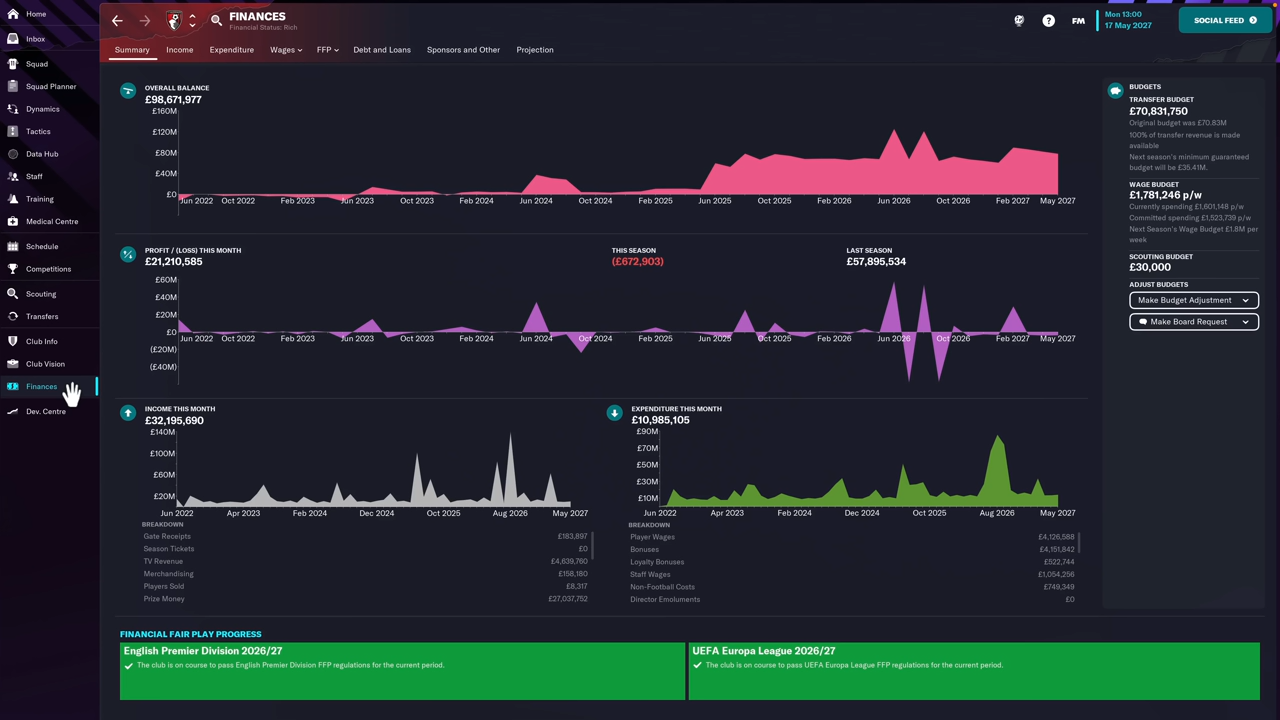 Home
Inbox
Squad
Squad Planner
Dynamics
Tactics
Data Hub
Staff
Training
Medical Centre
Schedule
Competitions
Scouting
Transfers
Club Info
Club Vision
Finances
Dev. Centre
FINANCES
Financial Status: Rich
FM
Mon 13:00
17 May 2027
SOCIAL FEED
Summary Income Expenditure Wages FFP Debt and Loans Sponsors and Other Projection
OVERALL BALANCE
£98,671,977
£160M
£120M
£80M
£40M
£0
Jun 2022 Oct 2022 Feb 2023 Jun 2023 Oct 2023 Feb 2024 Jun 2024 Oct 2024 Feb 2025 Jun 2025 Oct 2025 Feb 2026 Jun 2026 Oct 2026 Feb 2027 May 2027
PROFIT / (LOSS) THIS MONTH
£21,210,585
THIS SEASON
(£672,903)
LAST SEASON
£57,895,534
£60M
£40M
£20M
£0
(£20M)
(£40M)
Jun 2022 Oct 2022 Feb 2023 Jun 2023 Oct 2023 Feb 2024 Jun 2024 Oct 2024 Feb 2025 Jun 2025 Oct 2025 Feb 2026 Jun 2026 Oct 2026 Feb 2027 May 2027
INCOME THIS MONTH
£32,195,690
£140M
£100M
£60M
£20M
Jun 2022 Apr 2023 Feb 2024 Dec 2024 Oct 2025 Aug 2026 May 2027
BREAKDOWN
Gate Receipts £183,897
Season Tickets £0
TV Revenue £4,639,760
Merchandising £158,180
Players Sold £8,317
Prize Money £27,037,752
EXPENDITURE THIS MONTH
£10,985,105
£90M
£70M
£50M
£30M
£10M
Jun 2022 Apr 2023 Feb 2024 Dec 2024 Oct 2025 Aug 2026 May 2027
BREAKDOWN
Player Wages £4,126,588
Bonuses £4,151,842
Loyalty Bonuses £522,744
Staff Wages £1,054,256
Non-Football Costs £749,349
Director Emoluments £0
BUDGETS
TRANSFER BUDGET
£70,831,750
Original budget was £70.83M
100% of transfer revenue is made
available
Next season's minimum guaranteed
budget will be £35.41M.
WAGE BUDGET
£1,781,246 p/w
Currently spending £1,601,148 p/w
Committed spending £1,523,739 p/w
Next Season's Wage Budget £1.8M per
week
SCOUTING BUDGET
£30,000
ADJUST BUDGETS
Make Budget Adjustment
Make Board Request
FINANCIAL FAIR PLAY PROGRESS
English Premier Division 2026/27
The club is on course to pass English Premier Division FFP regulations for the current period.
UEFA Europa League 2026/27
The club is on course to pass UEFA Europa League FFP regulations for the current period.